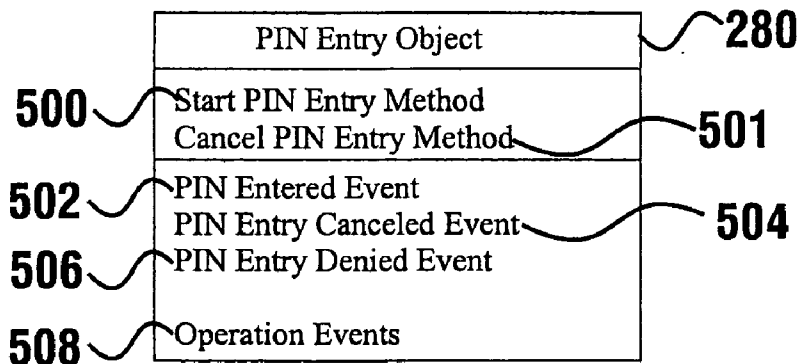 PIN Entry Object 280
500 Start PIN Entry Method
Cancel PIN Entry Method 501
502 PIN Entered Event
PIN Entry Canceled Event 504
506 PIN Entry Denied Event
508 Operation Events